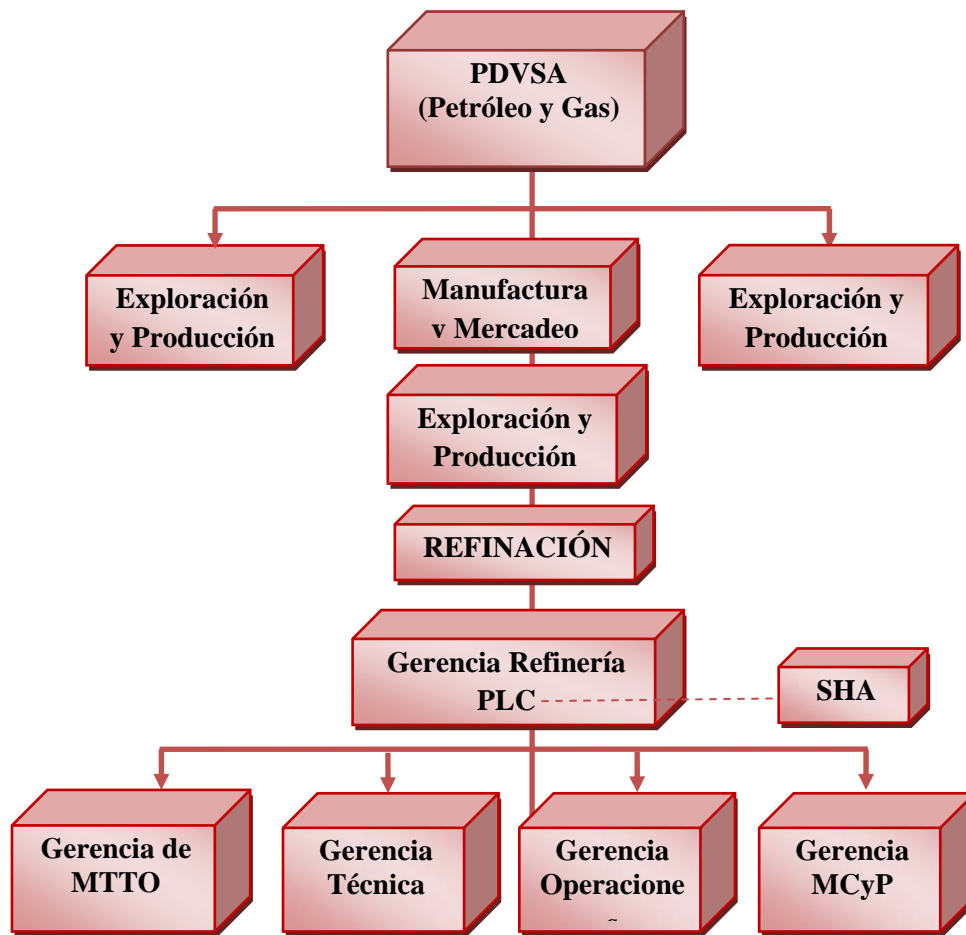 PDVSA
(Petróleo y Gas)
Exploración
y Producción
Manufactura
y Mercadeo
Exploración y
Producción
Exploración y
Producción
REFINACIÓN
Gerencia Refinería
PLC
SHA
Gerencia de
MTTO
Gerencia
Técnica
Gerencia
Operacione
s
Gerencia
MCyP